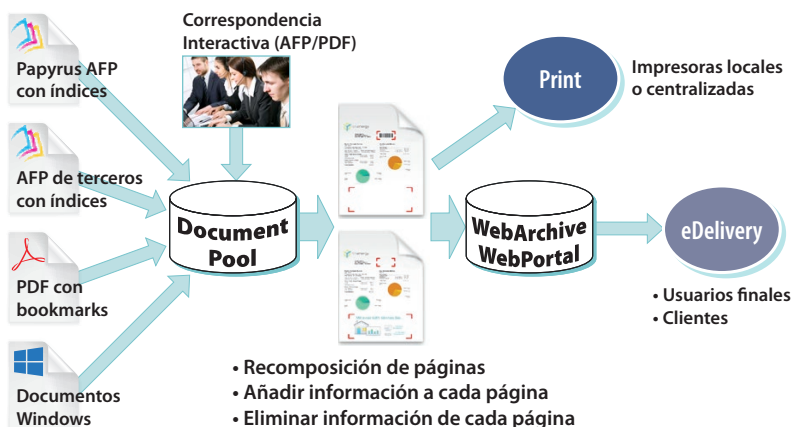 Papyrus AFP
con índices
Correspondencia
Interactiva (AFP/PDF)
AFP de terceros
con índices
PDF con
bookmarks
Documentos
Windows
Document
Pool
Print
Impresoras locales
o centralizadas
WebArchive
WebPortal
eDelivery
• Usuarios finales
• Clientes
• Recomposición de páginas
• Añadir información a cada página
• Eliminar información de cada página